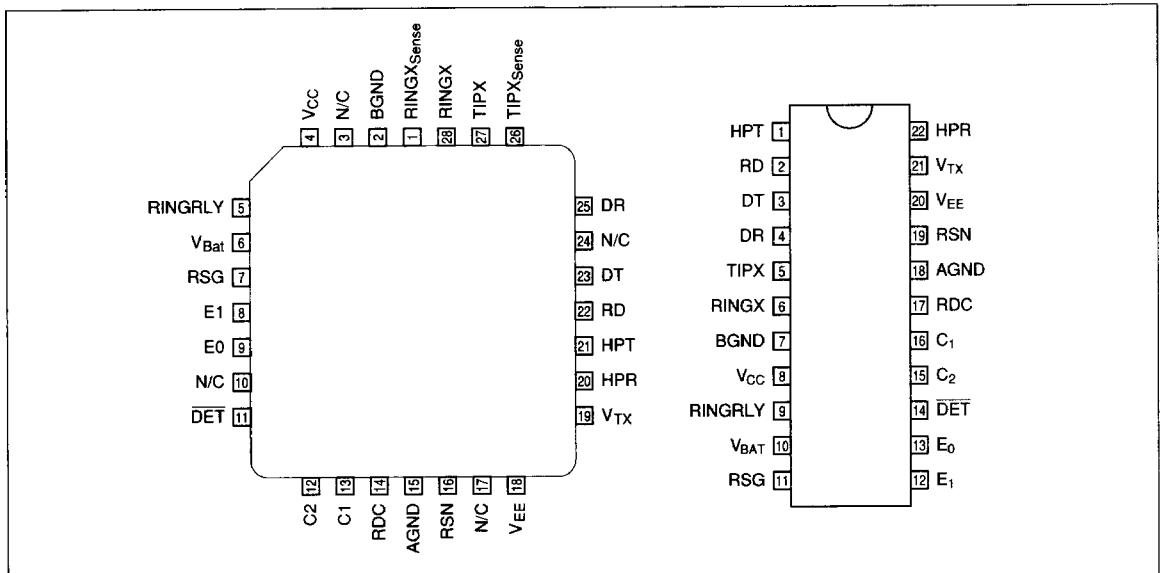 VCC
N/C
BGND
RINGXSense
RINGX
TIPX
TIPXSense
4
3
2
1
28
27
26
RINGRLY 5
VBat 6
RSG 7
E1 8
E0 9
N/C 10
DET 11
25 DR
24 N/C
23 DT
22 RD
21 HPT
20 HPR
19 VTX
12
13
14
15
16
17
18
C2
C1
RDC
AGND
RSN
N/C
VEE
HPT 1
RD 2
DT 3
DR 4
TIPX 5
RINGX 6
BGND 7
VCC 8
RINGRLY 9
VBAT 10
RSG 11
22 HPR
21 VTX
20 VEE
19 RSN
18 AGND
17 RDC
16 C1
15 C2
14 DET
13 E0
12 E1